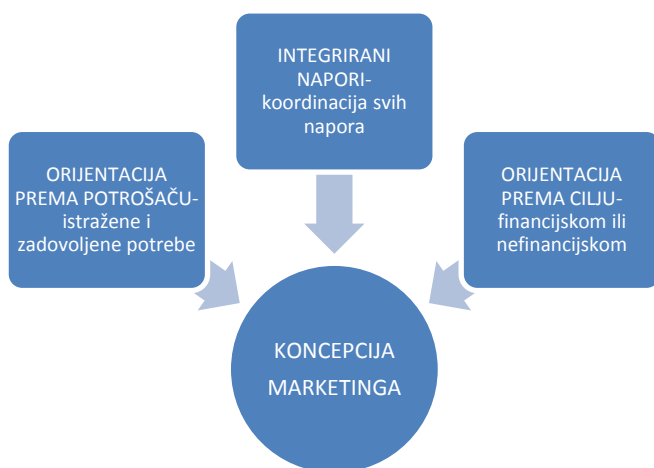 INTEGRIRANI
NAPORI-
koordinacija svih
napora
ORIJENTACIJA
PREMA POTROŠAČU-
istražene i
zadovoljene potrebe
ORIJENTACIJA
PREMA CILJU-
financijskom ili
nefinancijskom
KONCEPCIJA
MARKETINGA